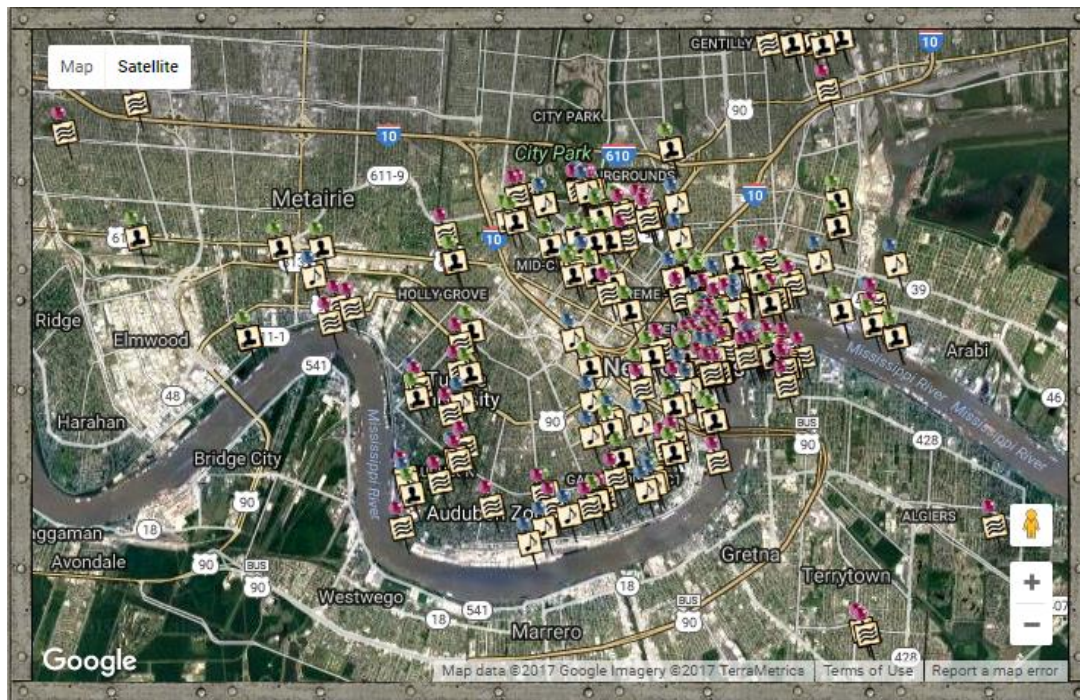 GENTILLY
10
Map Satellite
90
CITY PARK
10
City Park
610
611-9
Metairie
10
61
10
MID-C
HOLLY GROVE
39
Ridge
Elmwood
1-1
541
Arabi
Mississippi River
Mississippi River
48
46
Harahan
90
BUS
90
428
Mississippi River
Bridge City
90
Audubon Zoo
ALGIERS
18
Avondale
90
BUS
90
Gretna
Terrytown
Westwego
18
541
18
BUS
90
Marrero
428
Google
Map data ©2017 Google Imagery ©2017 TerraMetrics
Terms of Use
Report a map error